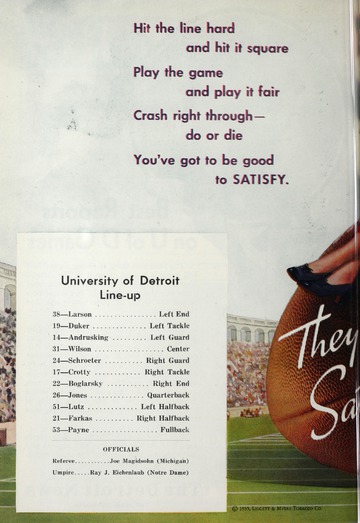 Hit the line hard
and hit it square
Play the game
and play it fair
Crash right through—
do or die
You've got to be good
to SATISFY.
University of Detroit
Line-up
38—Larson ................ Left End
19—Duker ............. Left Tackle
14—Andrusking ......... Left Guard
31—Wilson ................. Center
24—Schroeter ......... Right Guard
17—Crotty ........... Right Tackle
22—Boglarsky ............ Right End
26—Jones ............. Quarterback
51—Lutz ............ Left Halfback
21—Farkas ......... Right Halfback
53—Payne ................ Fullback
OFFICIALS
Referee...........Joe Magidsohn (Michigan)
Umpire.....Ray J. Eichenlaub (Notre Dame)
They
Sa
© 1935, LIGGETT & MYERS TOBACCO CO.